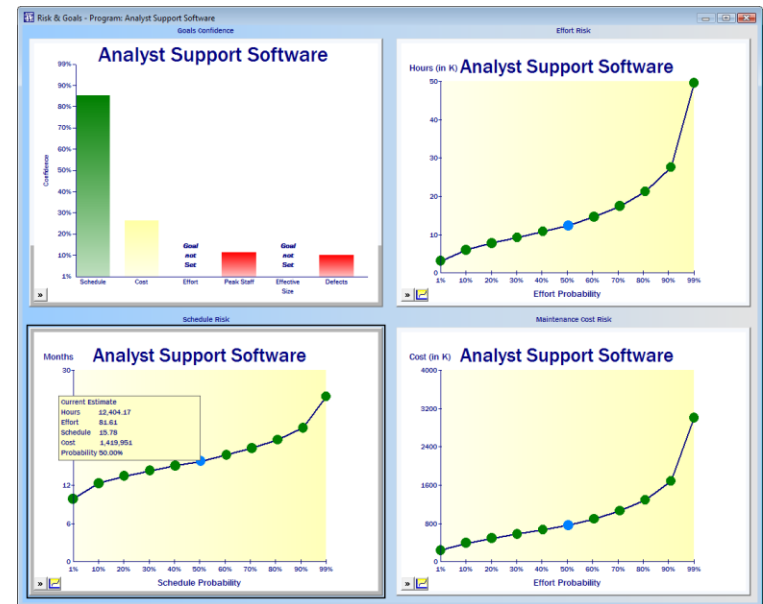 Risk & Goals - Program: Analyst Support Software
Goals Confidence
Analyst Support Software
99%
90%
80%
70%
60%
50%
40%
30%
20%
10%
1%
Confidence
Goal
not
Set
Goal
not
Set
Schedule
Cost
Effort
Peak Staff
Effective
Size
Defects
»
Effort Risk
Hours (in K) Analyst Support Software
50
40
30
20
10
0
1% 10% 20% 30% 40% 50% 60% 70% 80% 90% 99%
» Effort Probability
Schedule Risk
Months Analyst Support Software
30
Current Estimate
Hours 12,404.17
Effort 81.61
Schedule 15.78
Cost 1,419,951
Probability 50.00%
12
6
0
1% 10% 20% 30% 40% 50% 60% 70% 80% 90% 99%
» Schedule Probability
Maintenance Cost Risk
Cost (in K) Analyst Support Software
4000
3200
2400
1600
800
0
1% 10% 20% 30% 40% 50% 60% 70% 80% 90% 99%
» Effort Probability